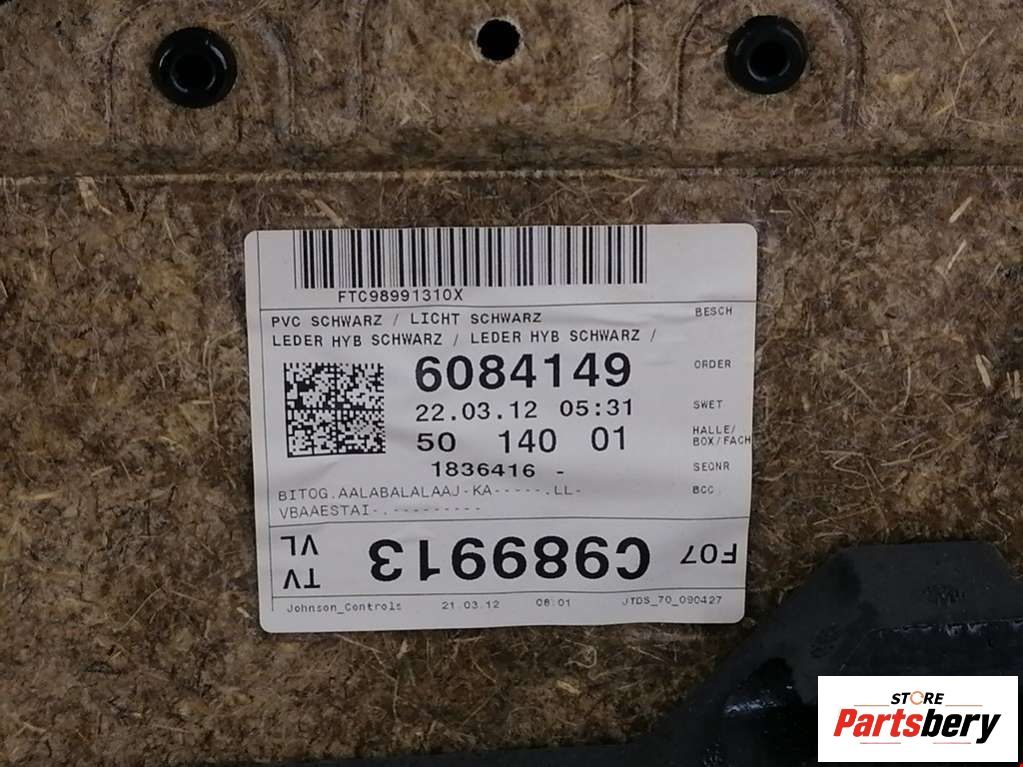 FTC98991310X
PVC SCHWARZ / LICHT SCHWARZ
BESCH
LEDER HYB SCHWARZ / LEDER HYB SCHWARZ /
6084149 ORDER
22.03.12 05:31 SWET
50 140 01 HALLE/
BOX/FACH
1836416 - SEQNR
BITOG.AALABALALAAJ-KA-----.LL- BCC
VBAAESTAI-.---------
F07 C989913 TV
VL
Johnson_Controls 21.03.12 08:01 JTDS_70_090427
STORE
Partsbery